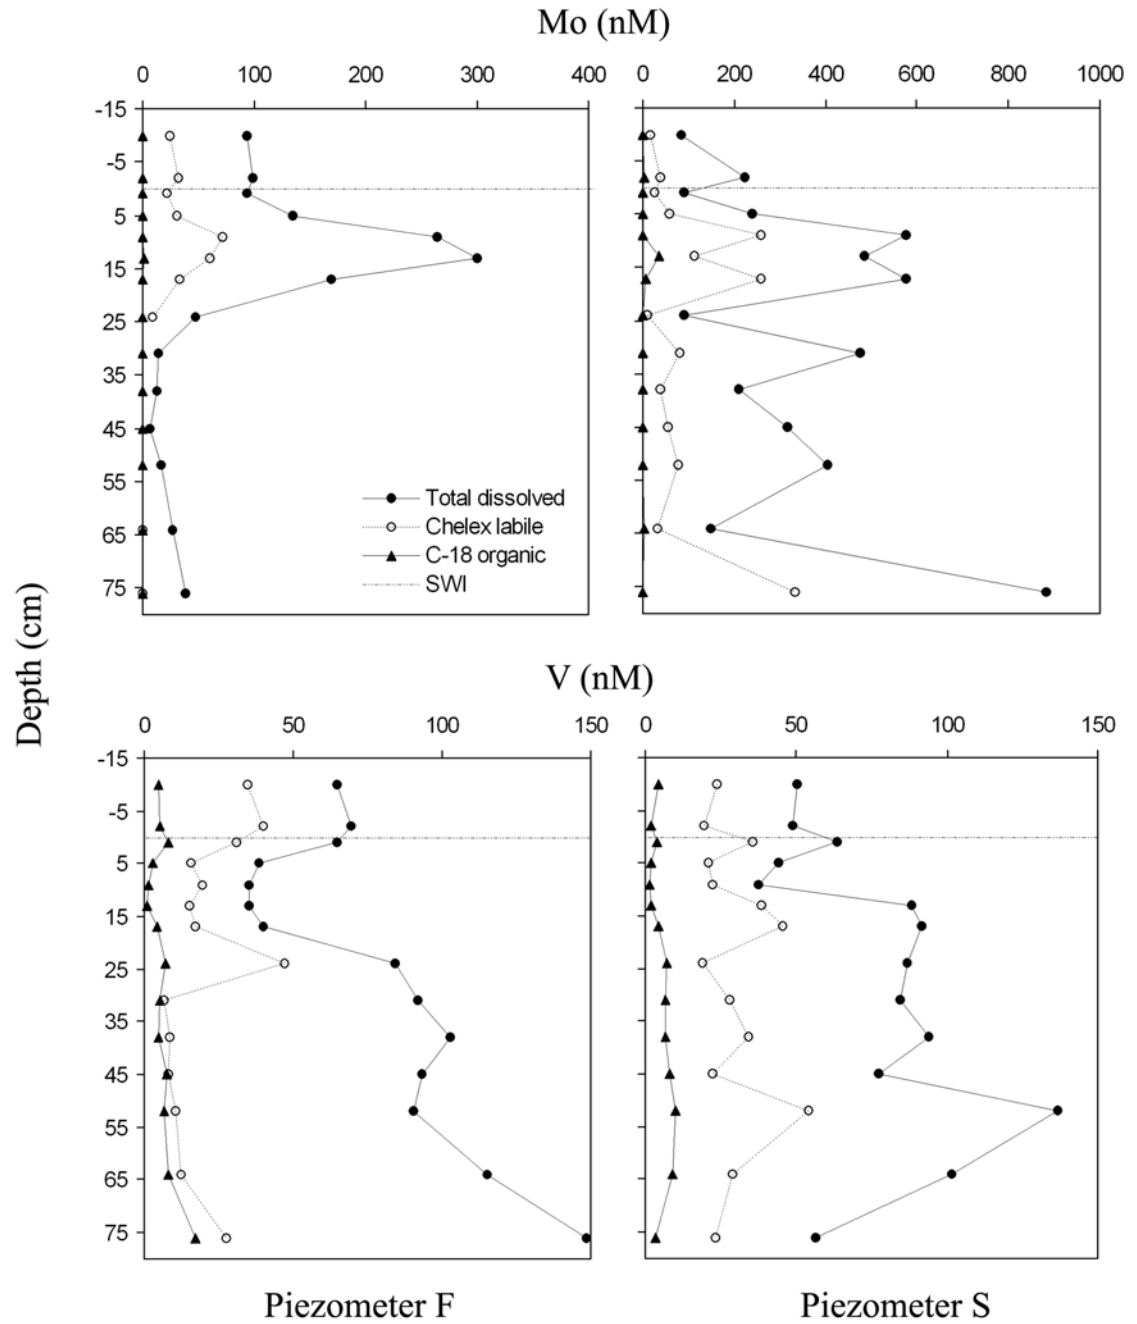 Mo (nM)
0 100 200 300 400
0 200 400 600 800 1000
-15
-5
5
15
25
35
45
55
65
75
Total dissolved
Chelex labile
C-18 organic
SWI
Depth (cm)
V (nM)
0 50 100 150
0 50 100 150
-15
-5
5
15
25
35
45
55
65
75
Piezometer F
Piezometer S